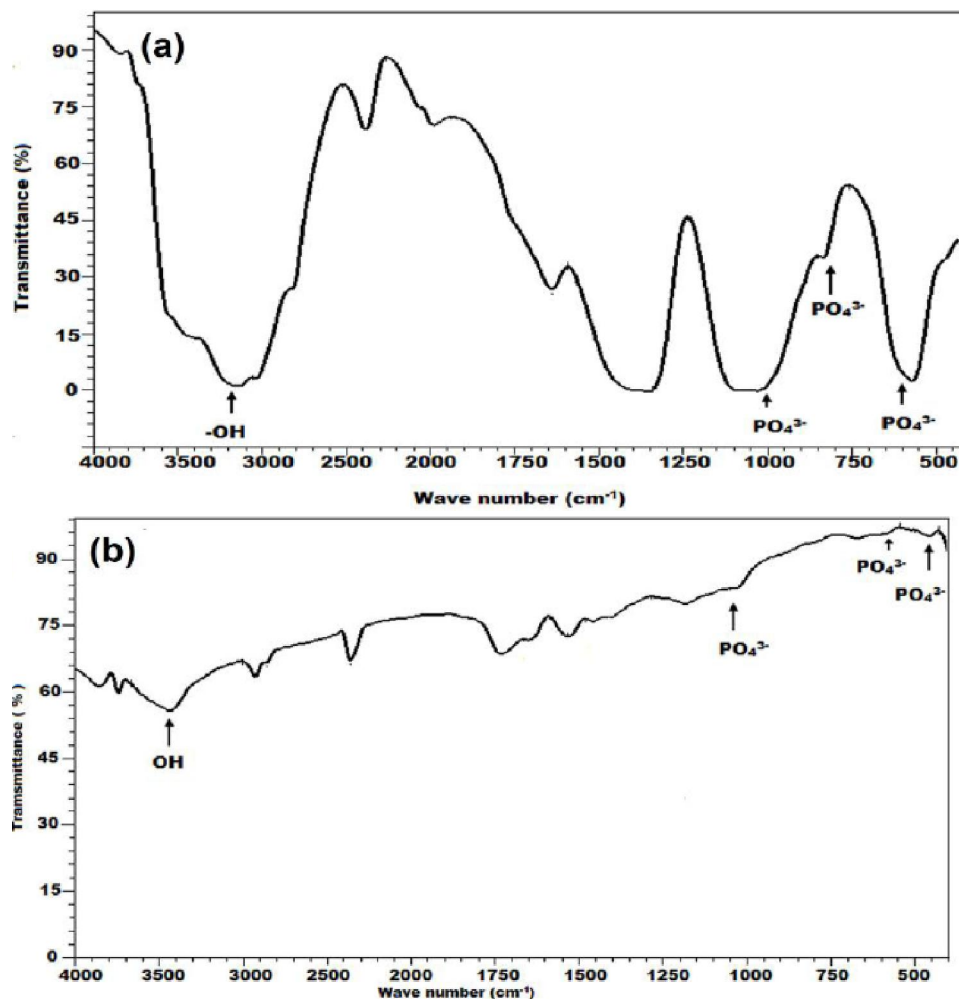 (a)
Transmittance (%)
90
75
60
45
30
15
0
-OH
PO₄³⁻
PO₄³⁻
PO₄³⁻
4000 3500 3000 2500 2000 1750 1500 1250 1000 750 500
Wave number (cm⁻¹)
(b)
Tramsmittance ( % )
90
75
60
45
30
15
0
OH
PO₄³⁻
PO₄³⁻
PO₄³⁻
4000 3500 3000 2500 2000 1750 1500 1250 1000 750 500
Wave number (cm⁻¹)